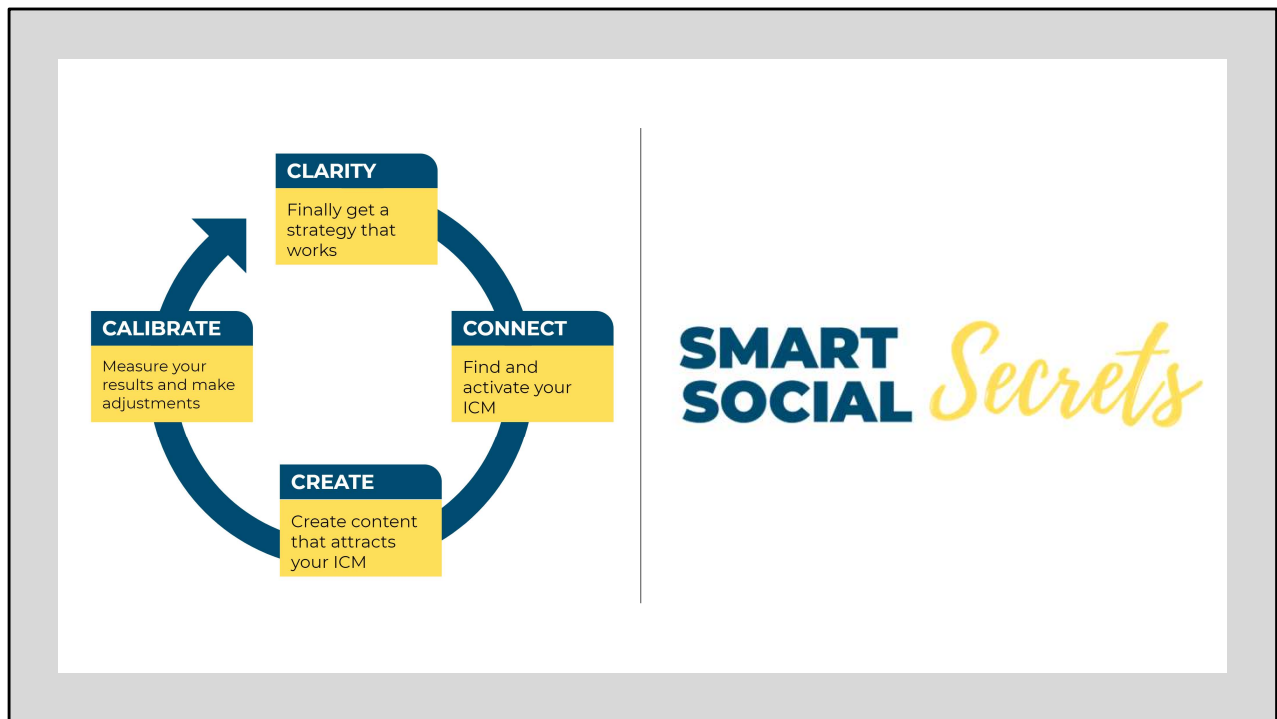 CLARITY
Finally get a
strategy that
works
CONNECT
Find and
activate your
ICM
CREATE
Create content
that attracts
your ICM
CALIBRATE
Measure your
results and make
adjustments
SMART
SOCIAL
Secrets